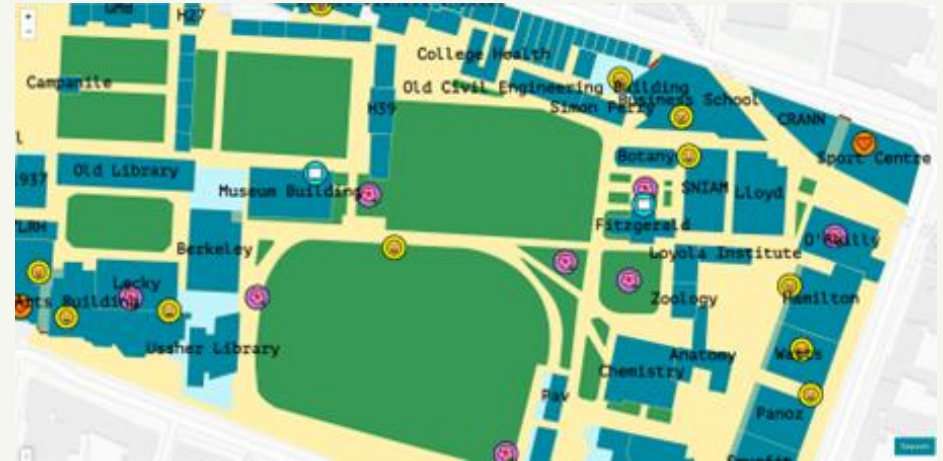 GMB
H27
College Health
Campanile
Old Civil Engineering Building
Simon Perry
Business School
H39
CRANN
Sport Centre
Botany
1937
Old Library
Museum Building
SNIAM
Lloyd
Fitzgerald
O'Reilly
Berkeley
Loyola Institute
Lecky
Zoology
Hamilton
Arts Building
Ussher Library
Anatomy
Watts
Chemistry
Pav
Panoz